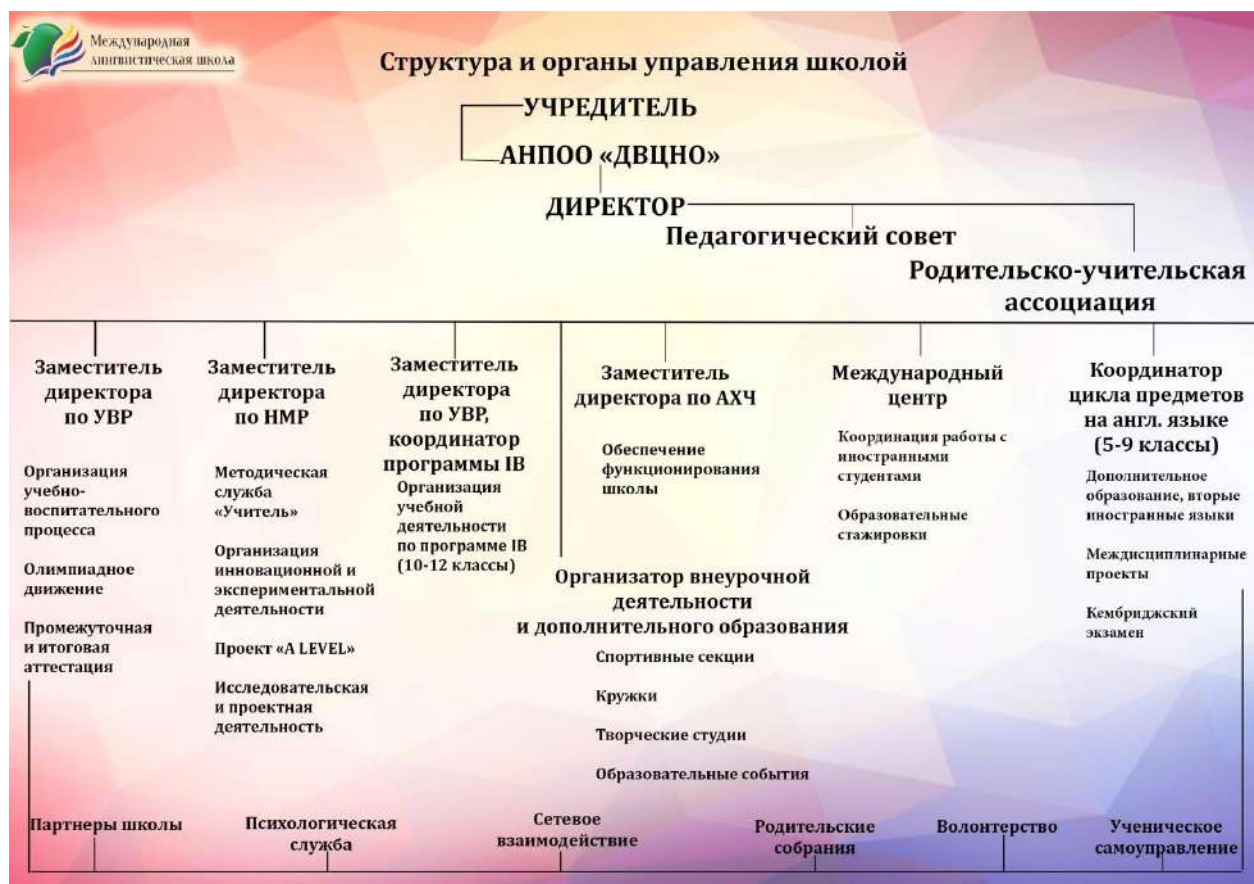 Международная
лингвистическая школа
Структура и органы управления школой
УЧРЕДИТЕЛЬ
АНПОО «ДВЦНО»
ДИРЕКТОР
Педагогический совет
Родительско-учительская
ассоциация
Заместитель
директора
по УВР
Организация
учебно-
воспитательного
процесса
Олимпиадное
движение
Промежуточная
и итоговая
аттестация
Заместитель
директора
по НМР
Методическая
служба
«Учитель»
Организация
инновационной и
экспериментальной
деятельности
Проект «A LEVEL»
Исследовательская
и проектная
деятельность
Заместитель
директора
по УВР,
координатор
программы IB
Организация
учебной
деятельности
по программе IB
(10-12 классы)
Заместитель
директора по АХЧ
Обеспечение
функционирования
школы
Организатор внеурочной
деятельности
и дополнительного образования
Спортивные секции
Кружки
Творческие студии
Образовательные события
Международный
центр
Координация работы с
иностранными
студентами
Образовательные
стажировки
Координатор
цикла предметов
на англ. языке
(5-9 классы)
Дополнительное
образование, вторые
иностранные языки
Междисциплинарные
проекты
Кембриджский
экзамен
Партнеры школы
Психологическая
служба
Сетевое
взаимодействие
Родительские
собрания
Волонтерство
Ученическое
самоуправление